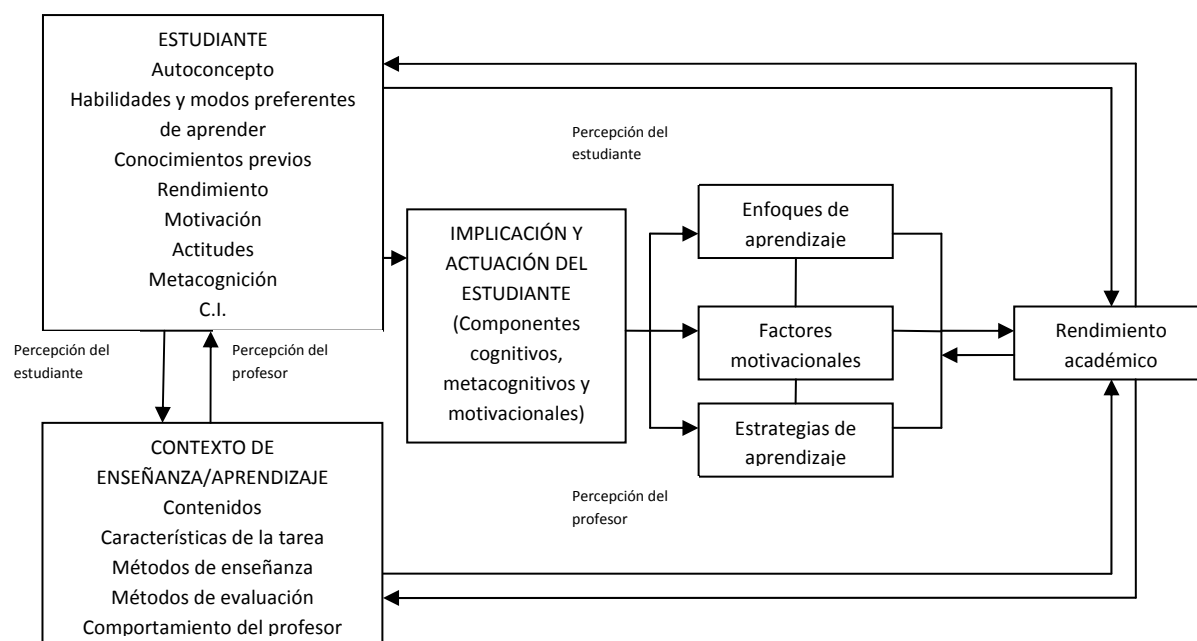 ESTUDIANTE
Autoconcepto
Habilidades y modos preferentes
de aprender
Conocimientos previos
Rendimiento
Motivación
Actitudes
Metacognición
C.I.
Percepción del
estudiante
Percepción del
profesor
CONTEXTO DE
ENSEÑANZA/APRENDIZAJE
Contenidos
Características de la tarea
Métodos de enseñanza
Métodos de evaluación
Comportamiento del profesor
IMPLICACIÓN Y
ACTUACIÓN DEL
ESTUDIANTE
(Componentes
cognitivos,
metacognitivos y
motivacionales)
Percepción del
estudiante
Enfoques de
aprendizaje
Factores
motivacionales
Estrategias de
aprendizaje
Percepción del
profesor
Rendimiento
académico